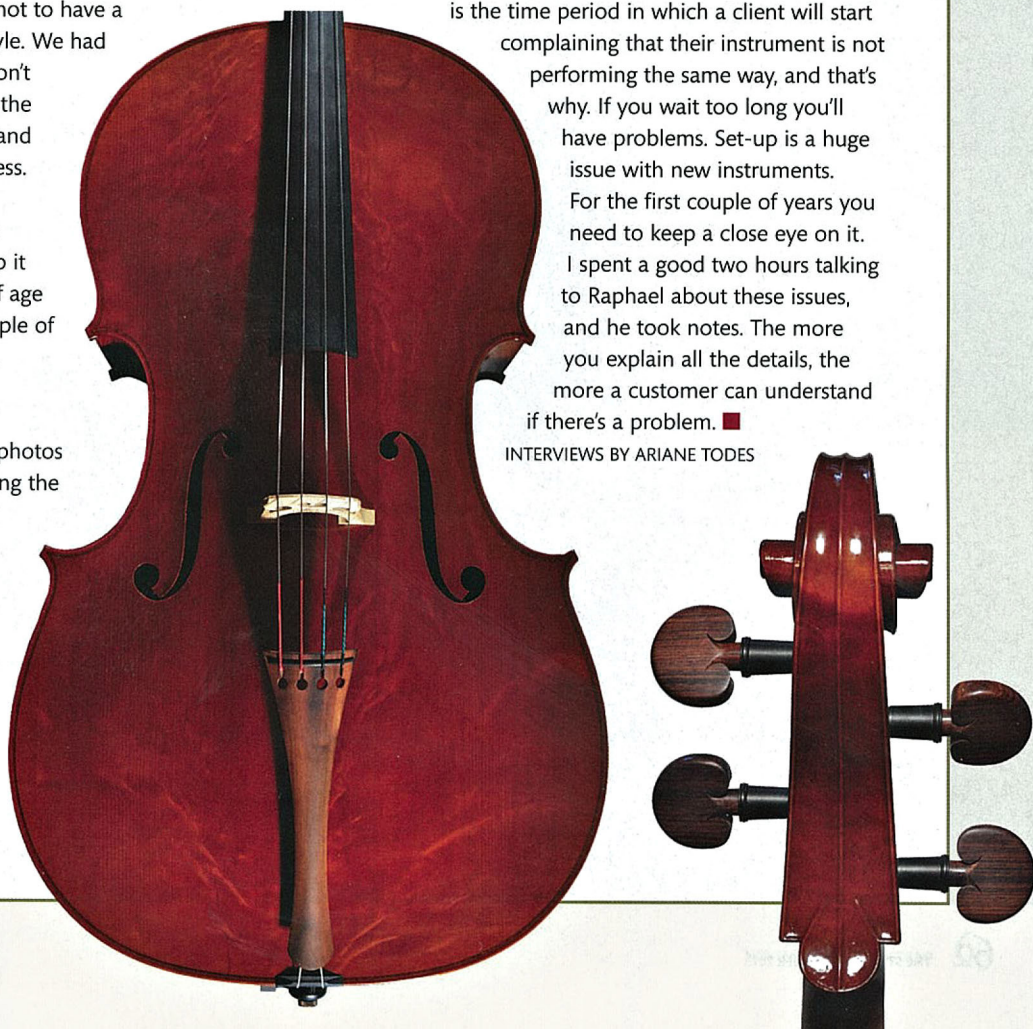 not to have a
yle. We had
on't
the
and
ess.
o it
f age
ple of
photos
ng the
is the time period in which a client will start
complaining that their instrument is not
performing the same way, and that's
why. If you wait too long you'll
have problems. Set-up is a huge
issue with new instruments.
For the first couple of years you
need to keep a close eye on it.
I spent a good two hours talking
to Raphael about these issues,
and he took notes. The more
you explain all the details, the
more a customer can understand
if there's a problem.
INTERVIEWS BY ARIANE TODES